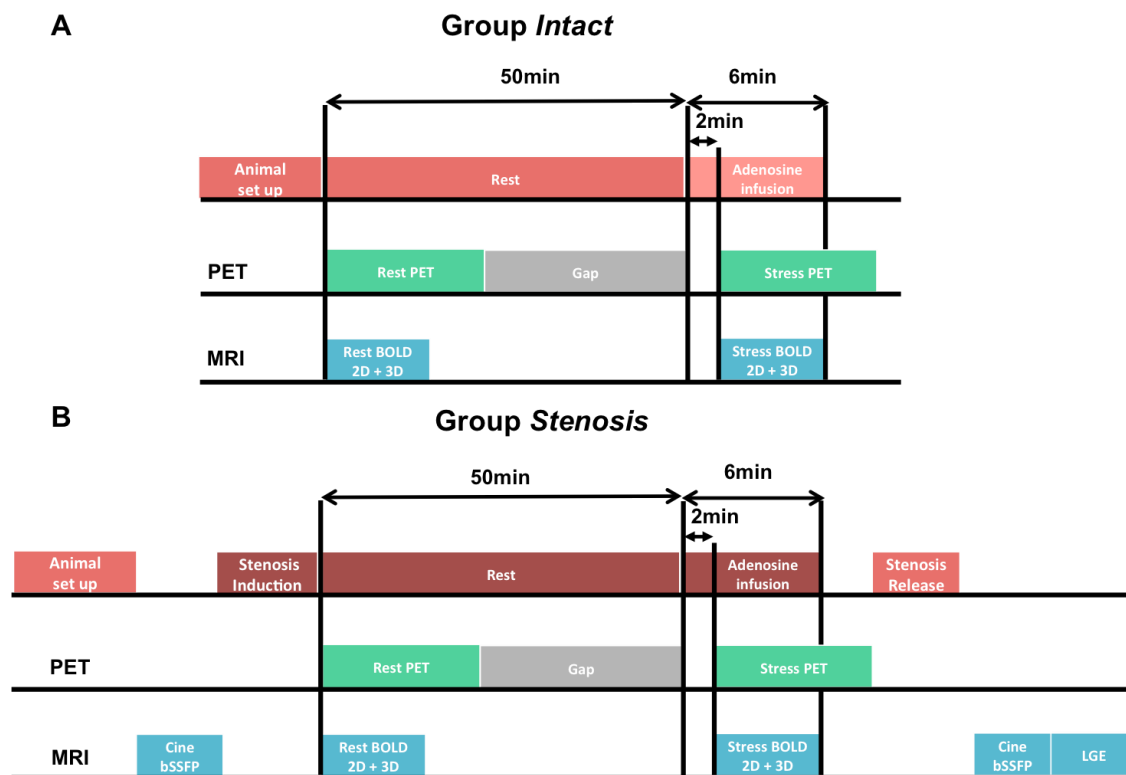 A
Group Intact
50min
6min
2min
Animal
set up
Rest
Adenosine
infusion
PET
Rest PET
Gap
Stress PET
MRI
Rest BOLD
2D + 3D
Stress BOLD
2D + 3D
B
Group Stenosis
50min
6min
2min
Animal
set up
Stenosis
Induction
Rest
Adenosine
infusion
Stenosis
Release
PET
Rest PET
Gap
Stress PET
MRI
Cine
bSSFP
Rest BOLD
2D + 3D
Stress BOLD
2D + 3D
Cine
bSSFP
LGE